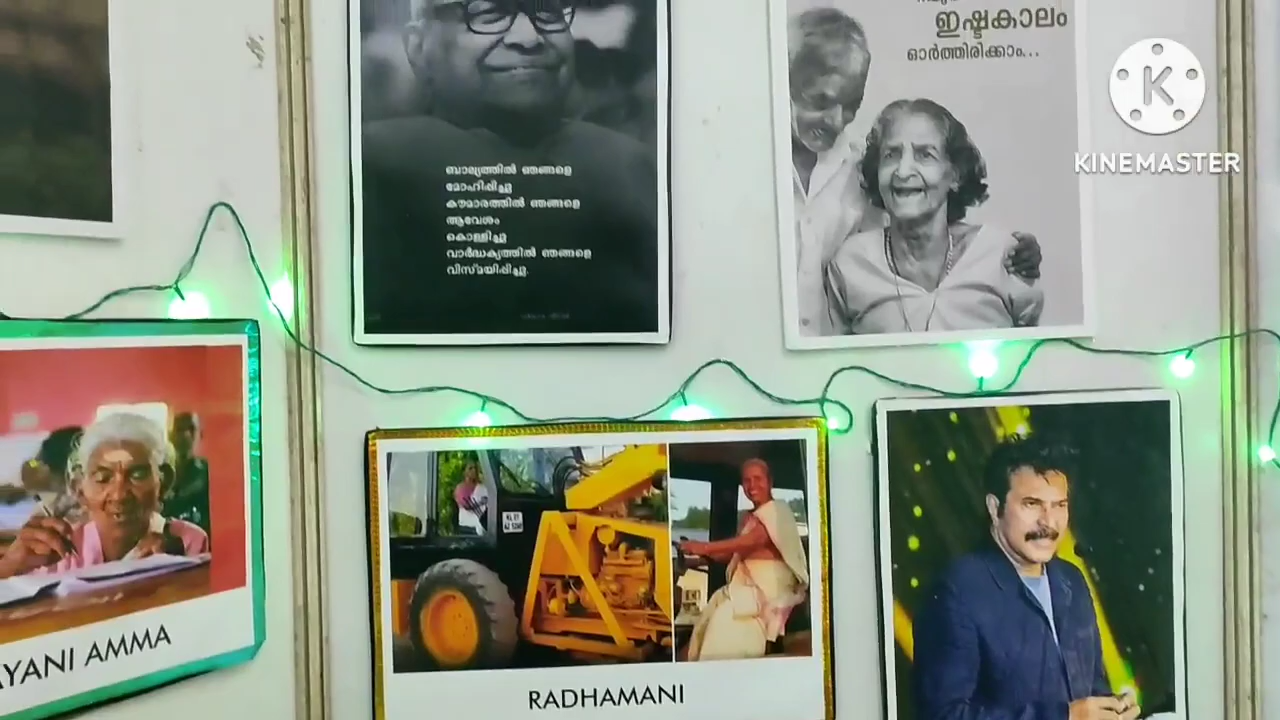 ഇഷ്ടകാലം
ഓർത്തിരിക്കാം...
KINEMASTER
ബാല്യത്തിൽ ഞങ്ങളെ
മോഹിപ്പിച്ചു
കൗമാരത്തിൽ ഞങ്ങളെ
ആവേശം
കൊള്ളിച്ചു
വാർദ്ധക്യത്തിൽ ഞങ്ങളെ
വിസ്മയിപ്പിച്ചു.
YANI AMMA
RADHAMANI